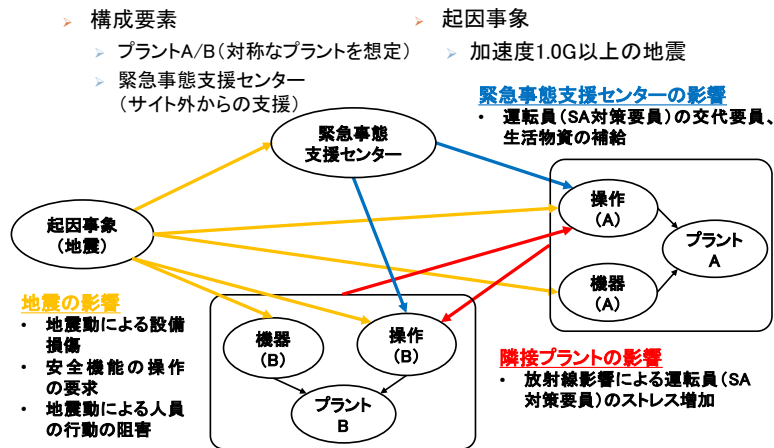 構成要素
プラントA/B(対称なプラントを想定)
緊急事態支援センター
(サイト外からの支援)
起因事象
加速度1.0G以上の地震
緊急事態支援センターの影響
• 運転員(SA対策要員)の交代要員、
生活物資の補給
緊急事態
支援センター
操作
(A)
プラント
A
機器
(A)
起因事象
(地震)
地震の影響
• 地震動による設備
損傷
• 安全機能の操作
の要求
• 地震動による人員
の行動の阻害
機器
(B)
操作
(B)
プラント
B
隣接プラントの影響
• 放射線影響による運転員(SA
対策要員)のストレス増加